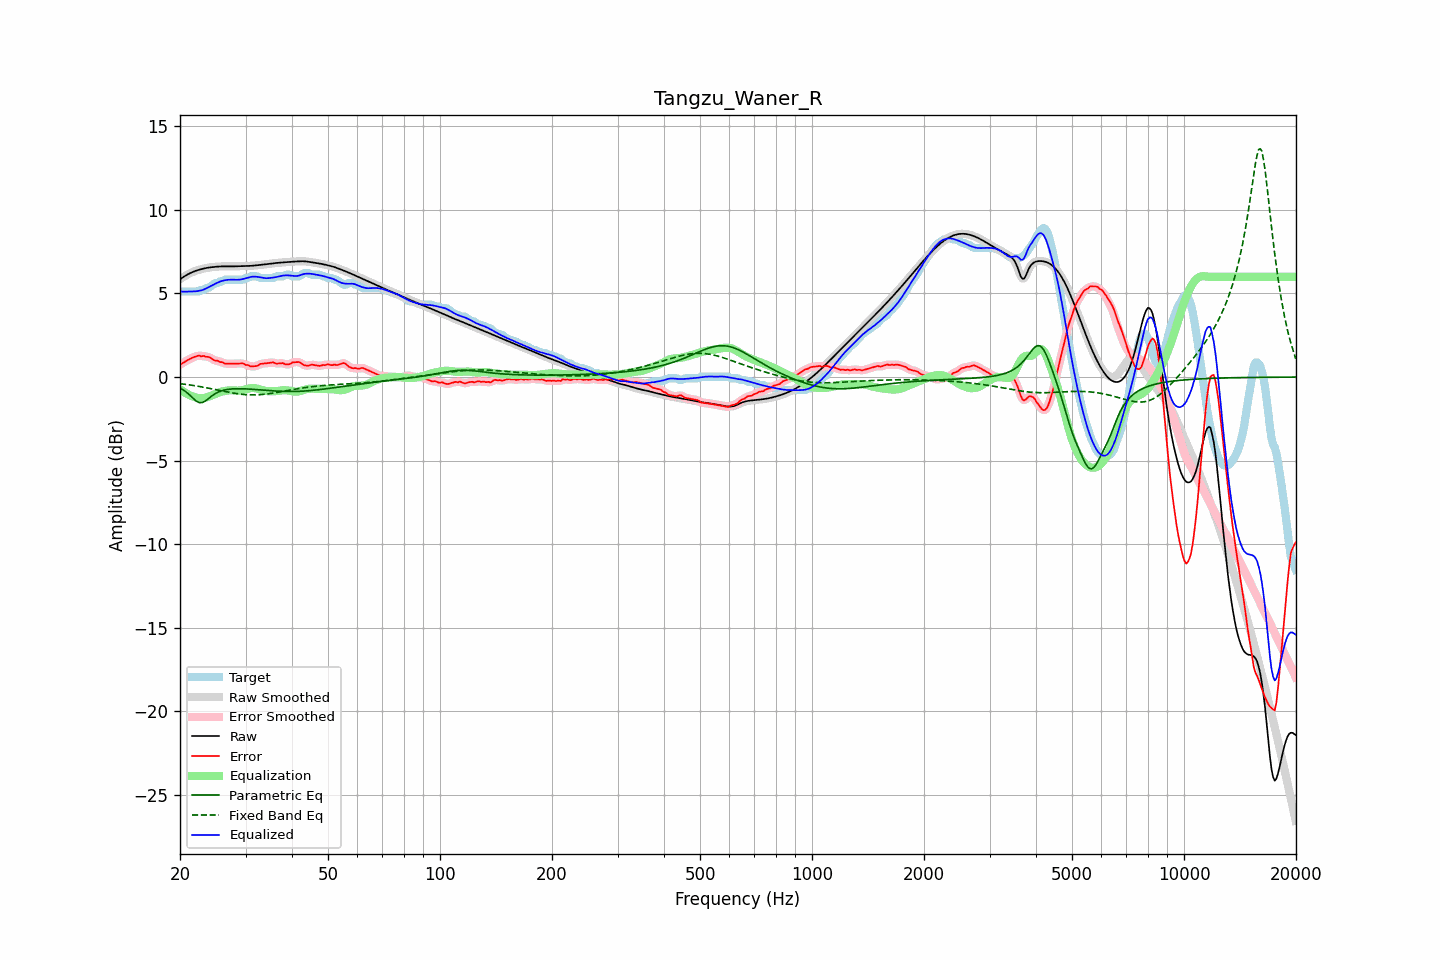 Tangzu_Waner_R
Amplitude (dBr)
15
10
5
0
−5
−10
−15
−20
−25
Target
Raw Smoothed
Error Smoothed
Raw
Error
Equalization
Parametric Eq
Fixed Band Eq
Equalized
20 50 100 200 500 1000 2000 5000 10000 20000
Frequency (Hz)